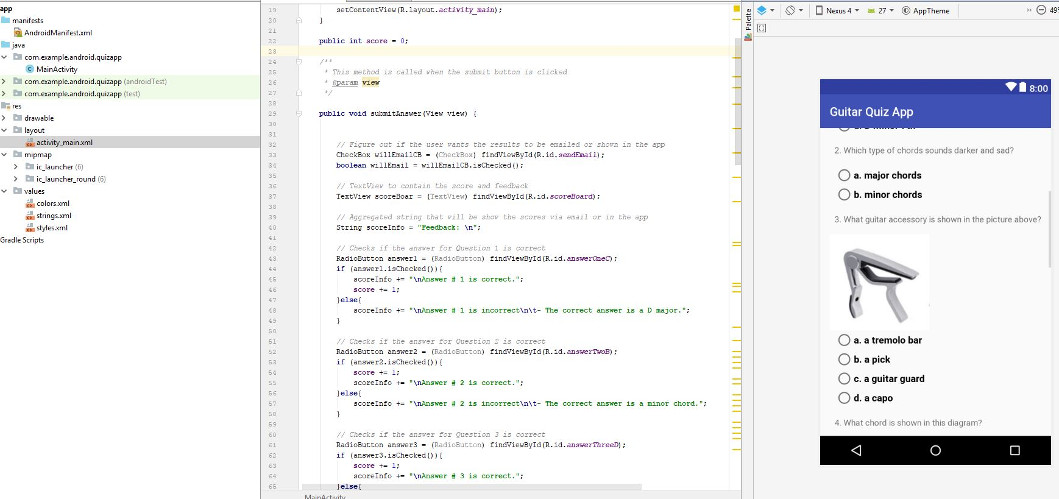 app
manifests
AndroidManifest.xml
java
com.example.android.quizapp
MainActivity
com.example.android.quizapp (androidTest)
com.example.android.quizapp (test)
res
drawable
layout
activity_main.xml
mipmap
ic_launcher (6)
ic_launcher_round (6)
values
colors.xml
strings.xml
styles.xml
Gradle Scripts
19 setContentView(R.layout.activity_main);
20 }
21
22 public int score = 0;
23
24 /**
25 * This method is called when the submit button is clicked
26 * @param view
27 */
28
29 public void submitAnswer(View view) {
30
31
32 // Figure out if the user wants the results to be emailed or shown in the app
33 CheckBox willEmailCB = (CheckBox) findViewById(R.id.sendEmail);
34 boolean willEmail = willEmailCB.isChecked();
35
36 // TextView to contain the score and feedback
37 TextView scoreBoar = (TextView) findViewById(R.id.scoreBoard);
38
39 // Aggregated string that will be show the scores via email or in the app
40 String scoreInfo = "Feedback: \n";
41
42 // Checks if the answer for Question 1 is correct
43 RadioButton answer1 = (RadioButton) findViewById(R.id.answerOneC);
44 if (answer1.isChecked()){
45 scoreInfo += "\nAnswer # 1 is correct.";
46 score += 1;
47 }else{
48 scoreInfo += "\nAnswer # 1 is incorrect\n\t- The correct answer is a D major.";
49 }
50
51 // Checks if the answer for Question 2 is correct
52 RadioButton answer2 = (RadioButton) findViewById(R.id.answerTwoB);
53 if (answer2.isChecked()){
54 score += 1;
55 scoreInfo += "\nAnswer # 2 is correct.";
56 }else{
57 scoreInfo += "\nAnswer # 2 is incorrect\n\t- The correct answer is a minor chord.";
58 }
59
60 // Checks if the answer for Question 3 is correct
61 RadioButton answer3 = (RadioButton) findViewById(R.id.answerThreeD);
62 if (answer3.isChecked()){
63 score += 1;
64 scoreInfo += "\nAnswer # 3 is correct.";
65 }else{
MainActivity
Palette
Nexus 4 27 AppTheme
8:00
Guitar Quiz App
2. Which type of chords sounds darker and sad?
a. major chords
b. minor chords
3. What guitar accessory is shown in the picture above?
a. a tremolo bar
b. a pick
c. a guitar guard
d. a capo
4. What chord is shown in this diagram?